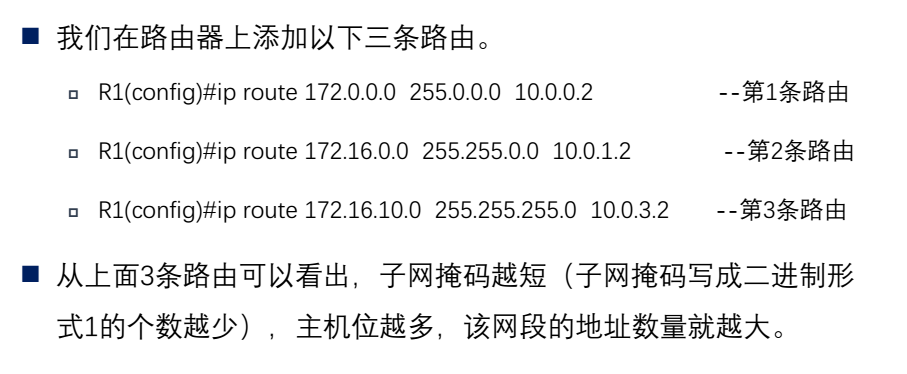 我们在路由器上添加以下三条路由。
R1(config)#ip route 172.0.0.0 255.0.0.0 10.0.0.2 --第1条路由
R1(config)#ip route 172.16.0.0 255.255.0.0 10.0.1.2 --第2条路由
R1(config)#ip route 172.16.10.0 255.255.255.0 10.0.3.2 --第3条路由
从上面3条路由可以看出，子网掩码越短（子网掩码写成二进制形
式1的个数越少），主机位越多，该网段的地址数量就越大。